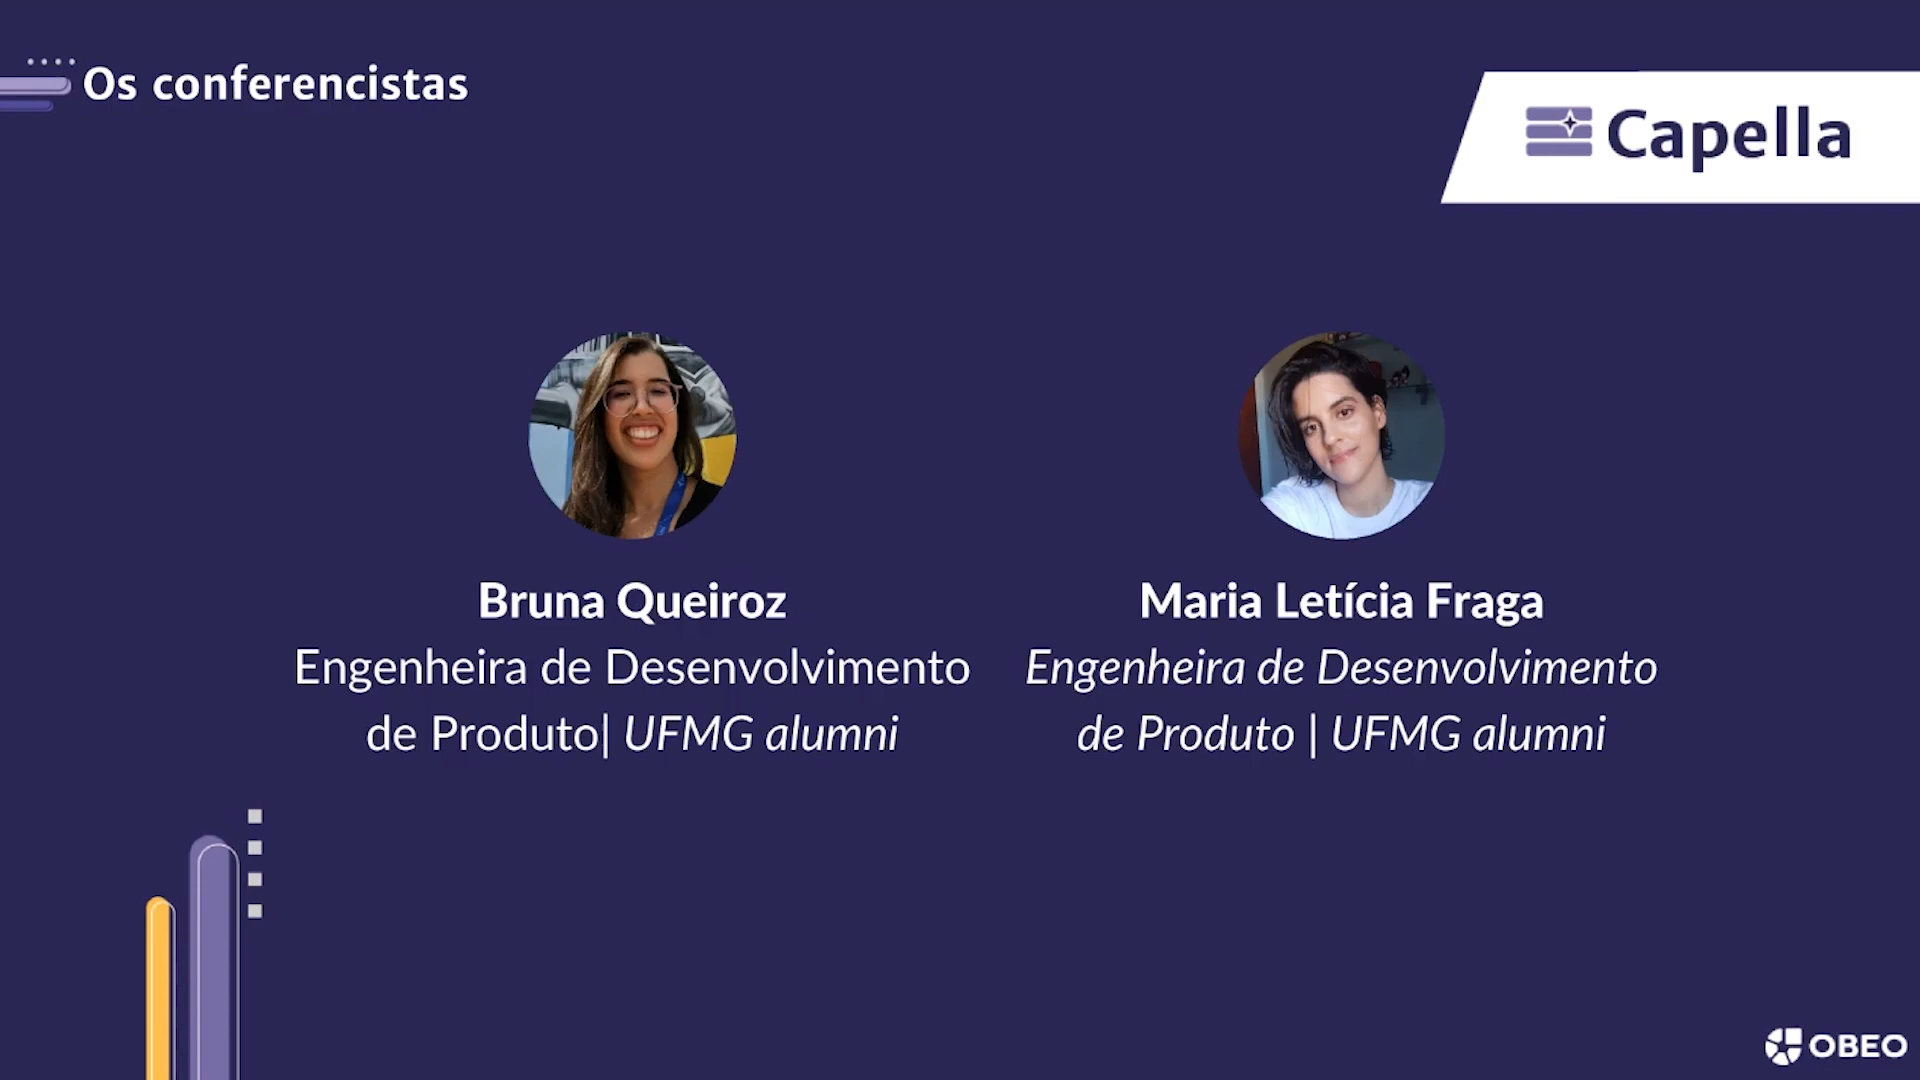 Os conferencistas
Capella
Bruna Queiroz
Engenheira de Desenvolvimento
de Produto| UFMG alumni
Maria Letícia Fraga
Engenheira de Desenvolvimento
de Produto | UFMG alumni
OBEO